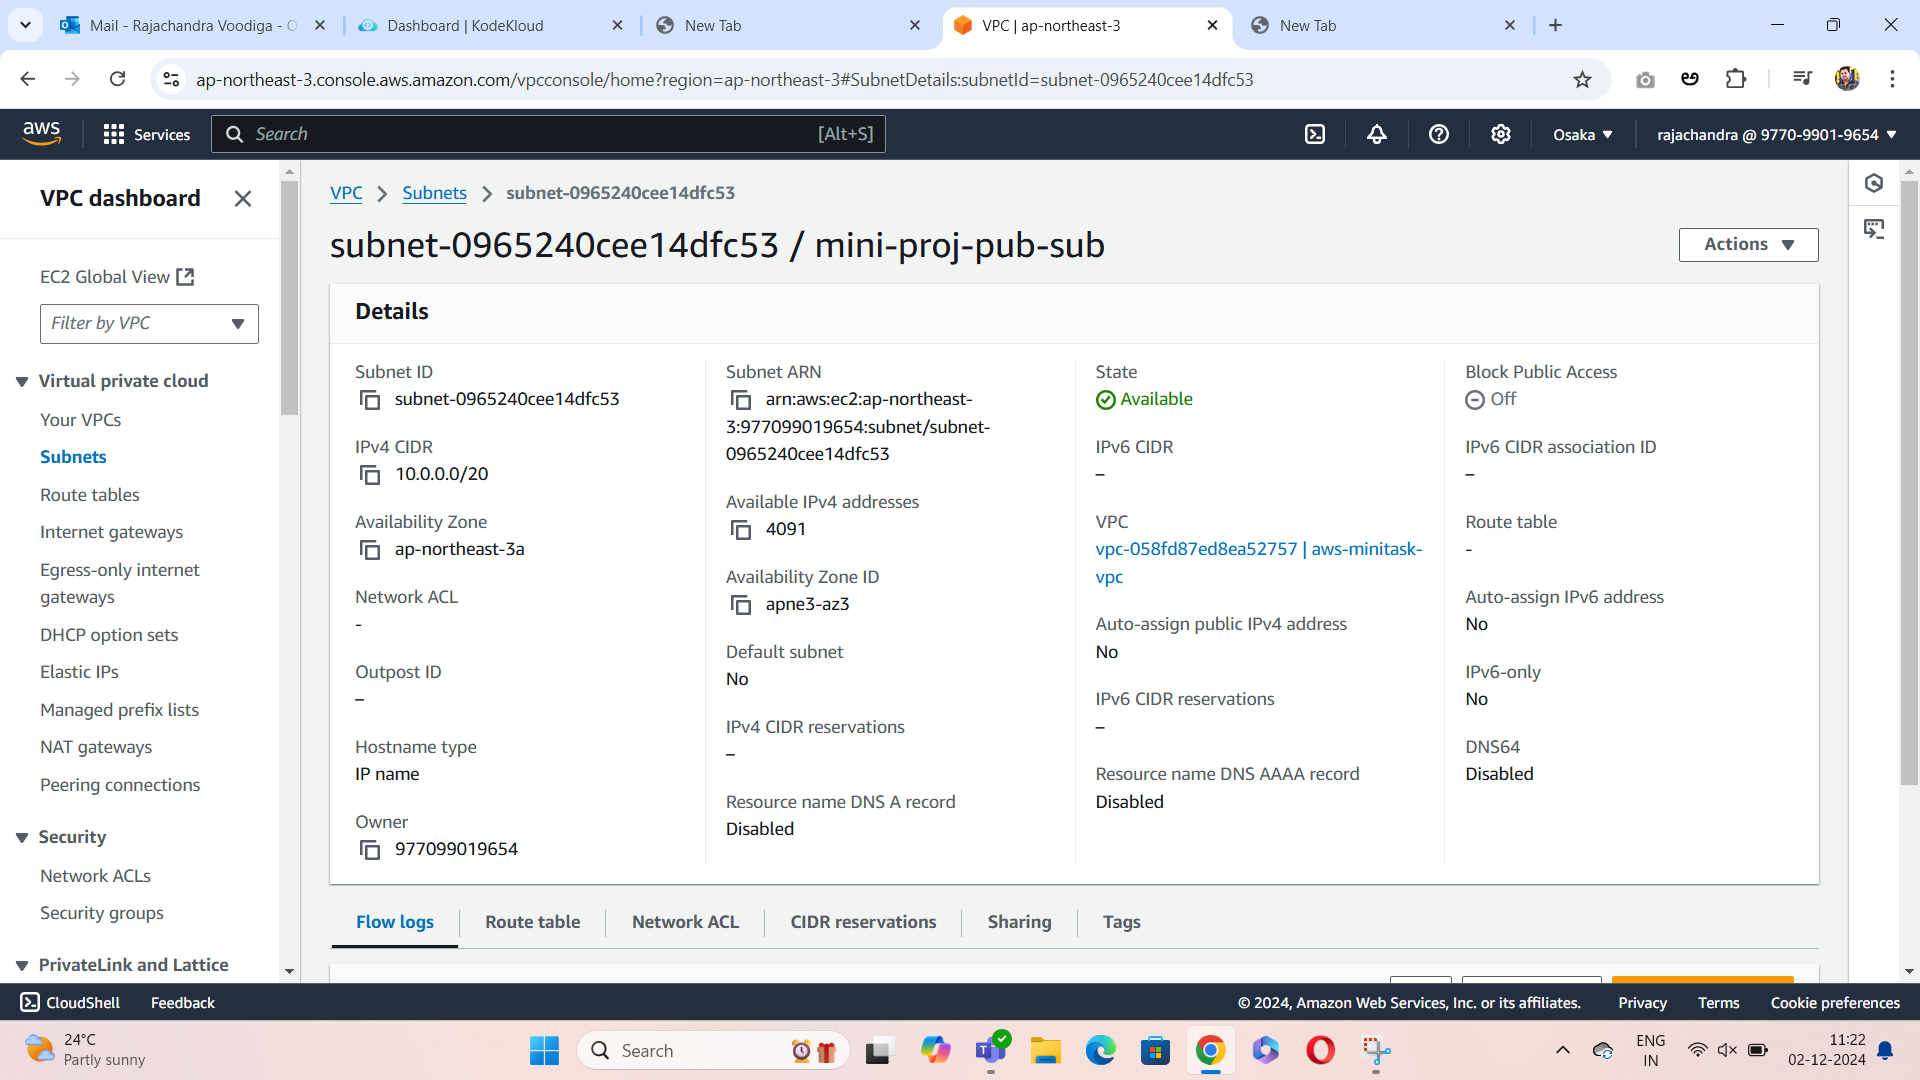 Mail - Rajachandra Voodiga - O
Dashboard | KodeKloud
New Tab
VPC | ap-northeast-3
New Tab
ap-northeast-3.console.aws.amazon.com/vpcconsole/home?region=ap-northeast-3#SubnetDetails:subnetId=subnet-0965240cee14dfc53
aws
Services
Search
[Alt+S]
Osaka
rajachandra @ 9770-9901-9654
VPC dashboard
EC2 Global View
Filter by VPC
Virtual private cloud
Your VPCs
Subnets
Route tables
Internet gateways
Egress-only internet
gateways
DHCP option sets
Elastic IPs
Managed prefix lists
NAT gateways
Peering connections
Security
Network ACLs
Security groups
PrivateLink and Lattice
VPC
Subnets
subnet-0965240cee14dfc53
subnet-0965240cee14dfc53 / mini-proj-pub-sub
Actions
Details
Subnet ID
subnet-0965240cee14dfc53
IPv4 CIDR
10.0.0.0/20
Availability Zone
ap-northeast-3a
Network ACL
-
Outpost ID
–
Hostname type
IP name
Owner
977099019654
Subnet ARN
arn:aws:ec2:ap-northeast-
3:977099019654:subnet/subnet-
0965240cee14dfc53
Available IPv4 addresses
4091
Availability Zone ID
apne3-az3
Default subnet
No
IPv4 CIDR reservations
–
Resource name DNS A record
Disabled
State
Available
IPv6 CIDR
–
VPC
vpc-058fd87ed8ea52757 | aws-minitask-
vpc
Auto-assign public IPv4 address
No
IPv6 CIDR reservations
–
Resource name DNS AAAA record
Disabled
Block Public Access
Off
IPv6 CIDR association ID
–
Route table
-
Auto-assign IPv6 address
No
IPv6-only
No
DNS64
Disabled
Flow logs
Route table
Network ACL
CIDR reservations
Sharing
Tags
CloudShell
Feedback
© 2024, Amazon Web Services, Inc. or its affiliates.
Privacy
Terms
Cookie preferences
24°C
Partly sunny
Search
ENG
IN
11:22
02-12-2024